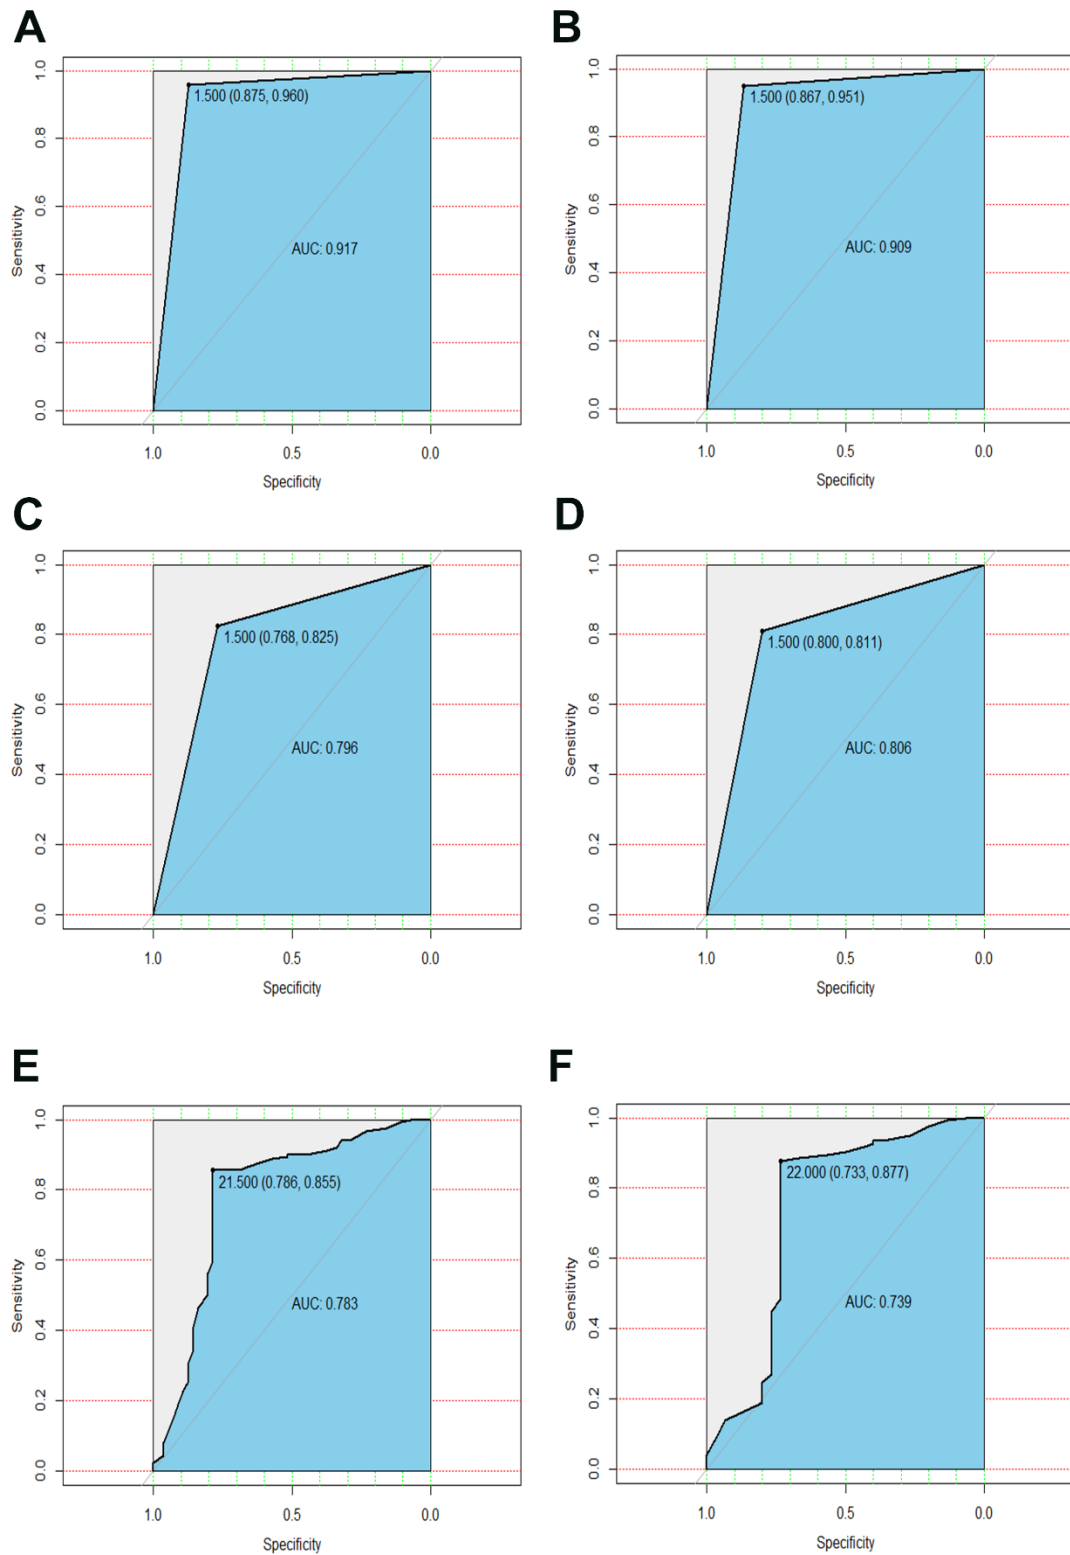 A
1.0
0.8
0.6
0.4
0.2
0.0
Sensitivity
1.500 (0.875, 0.960)
AUC: 0.917
1.0 0.5 0.0
Specificity
B
1.0
0.8
0.6
0.4
0.2
0.0
Sensitivity
1.500 (0.867, 0.951)
AUC: 0.909
1.0 0.5 0.0
Specificity
C
1.0
0.8
0.6
0.4
0.2
0.0
Sensitivity
1.500 (0.768, 0.825)
AUC: 0.796
1.0 0.5 0.0
Specificity
D
1.0
0.8
0.6
0.4
0.2
0.0
Sensitivity
1.500 (0.800, 0.811)
AUC: 0.806
1.0 0.5 0.0
Specificity
E
1.0
0.8
0.6
0.4
0.2
0.0
Sensitivity
21.500 (0.786, 0.855)
AUC: 0.783
1.0 0.5 0.0
Specificity
F
1.0
0.8
0.6
0.4
0.2
0.0
Sensitivity
22.000 (0.733, 0.877)
AUC: 0.739
1.0 0.5 0.0
Specificity